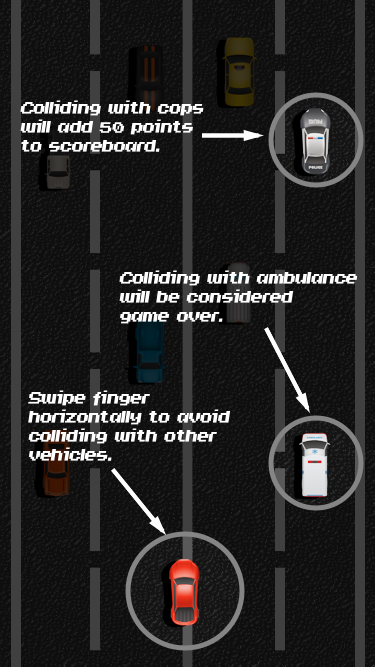 Colliding with cops
will add 50 points
to scoreboard.
Colliding with ambulance
will be considered
game over.
Swipe finger
horizontally to avoid
colliding with other
vehicles.